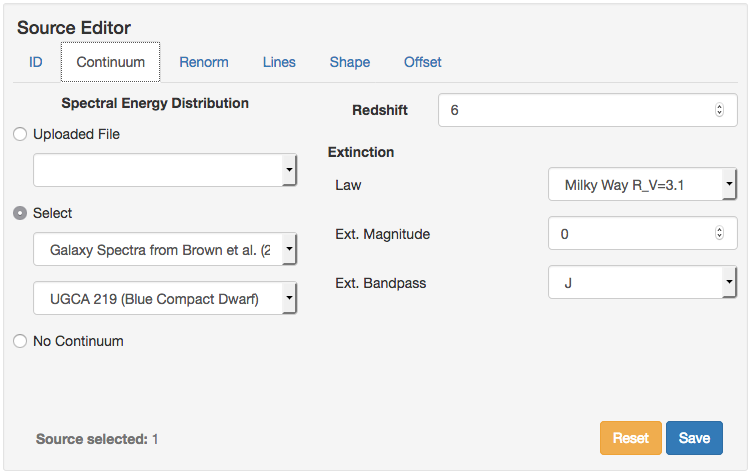 Source Editor
ID Continuum Renorm Lines Shape Offset
Spectral Energy Distribution
Uploaded File
Select
Galaxy Spectra from Brown et al. (2
UGCA 219 (Blue Compact Dwarf)
No Continuum
Redshift 6
Extinction
Law Milky Way R_V=3.1
Ext. Magnitude 0
Ext. Bandpass J
Source selected: 1
Reset Save